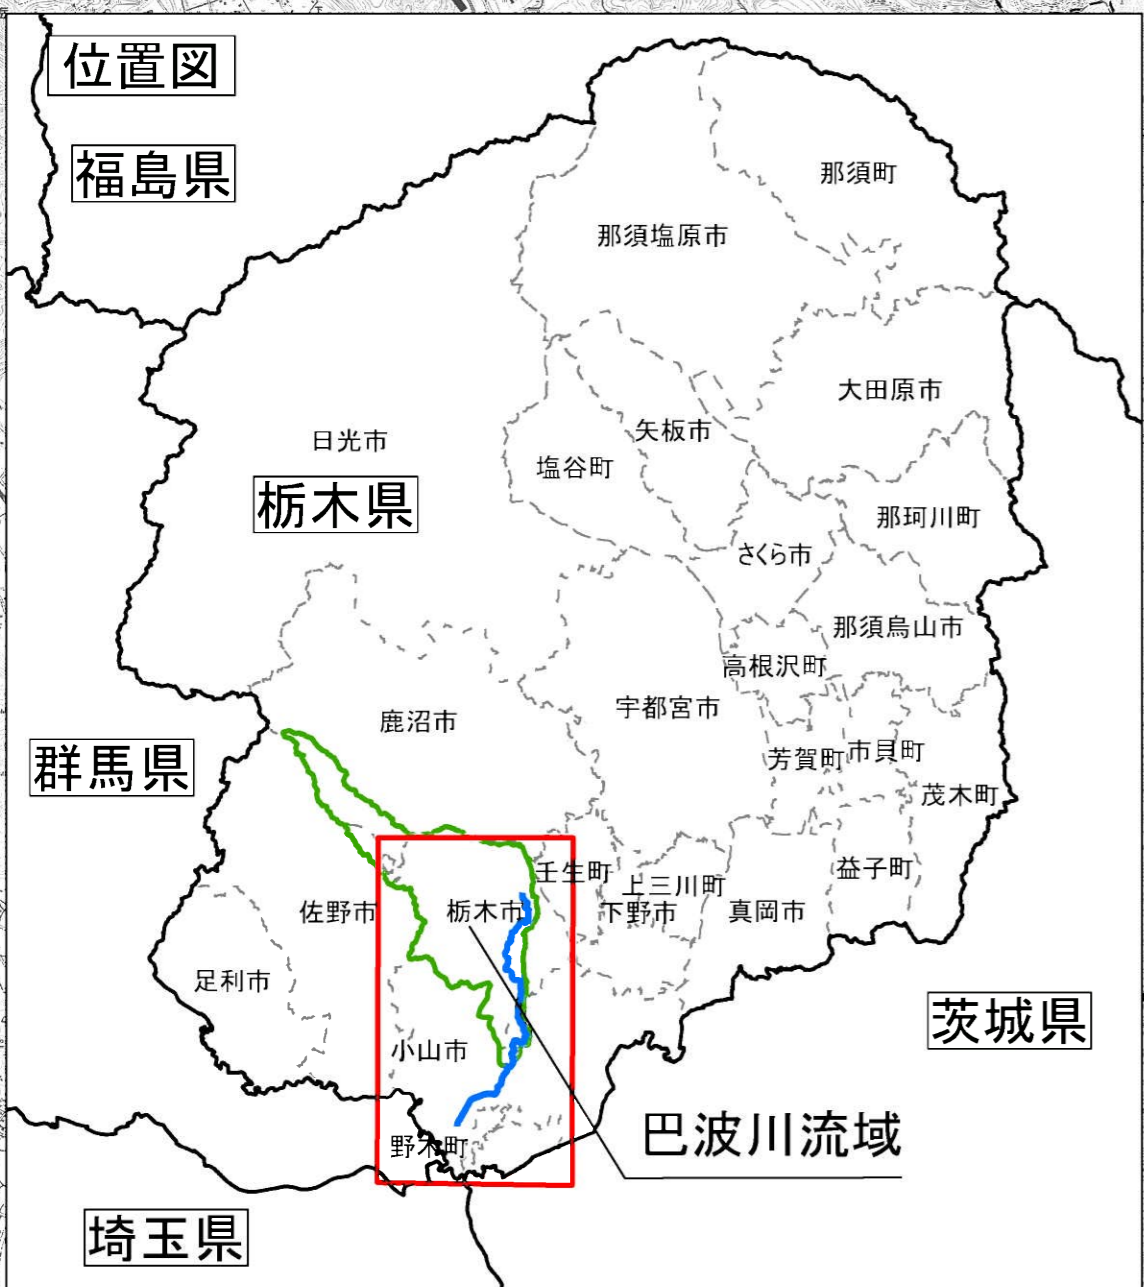 位置図
福島県
那須町
那須塩原市
大田原市
矢板市
日光市
塩谷町
栃木県
那珂川町
さくら市
那須烏山市
高根沢町
宇都宮市
鹿沼市
群馬県
芳賀町
市貝町
茂木町
壬生町
益子町
上三川町
佐野市
栃木市
下野市
真岡市
足利市
茨城県
小山市
巴波川流域
野木町
埼玉県